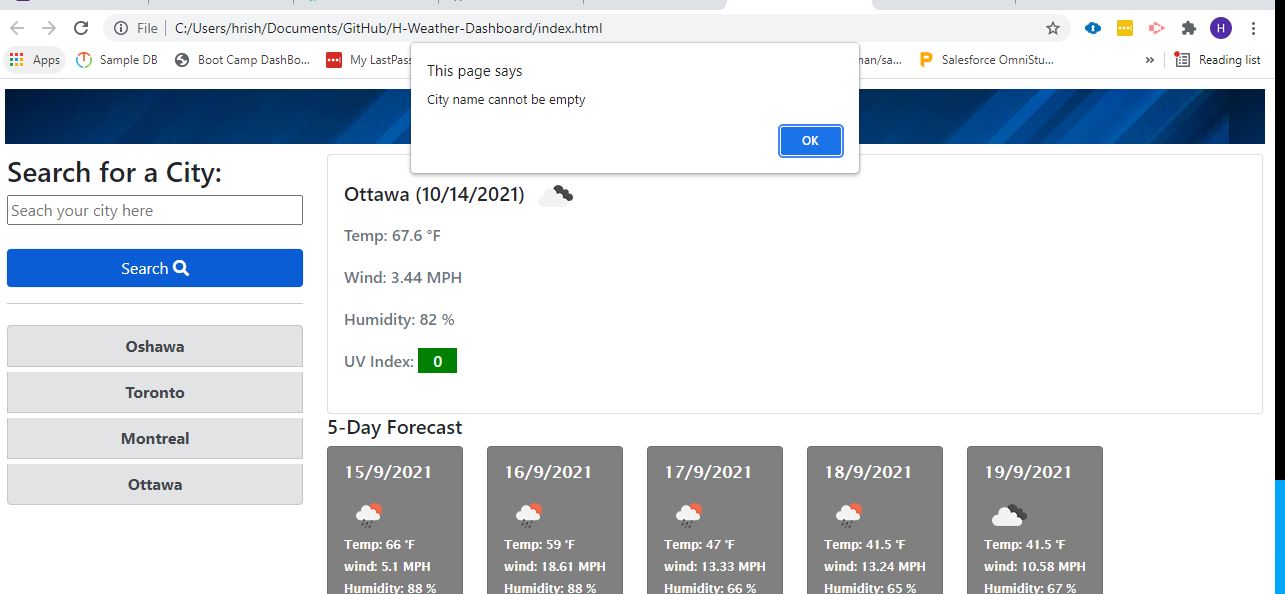 File C:/Users/hrish/Documents/GitHub/H-Weather-Dashboard/index.html
H
Apps Sample DB Boot Camp DashBo... My LastPas man/sa... Salesforce OmniStu... » Reading list
This page says
City name cannot be empty
OK
Search for a City:
Seach your city here
Search
Oshawa
Toronto
Montreal
Ottawa
Ottawa (10/14/2021)
Temp: 67.6 °F
Wind: 3.44 MPH
Humidity: 82 %
UV Index: 0
5-Day Forecast
15/9/2021
Temp: 66 °F
wind: 5.1 MPH
Humidity: 88 %
16/9/2021
Temp: 59 °F
wind: 18.61 MPH
Humidity: 88 %
17/9/2021
Temp: 47 °F
wind: 13.33 MPH
Humidity: 66 %
18/9/2021
Temp: 41.5 °F
wind: 13.24 MPH
Humidity: 65 %
19/9/2021
Temp: 41.5 °F
wind: 10.58 MPH
Humidity: 67 %